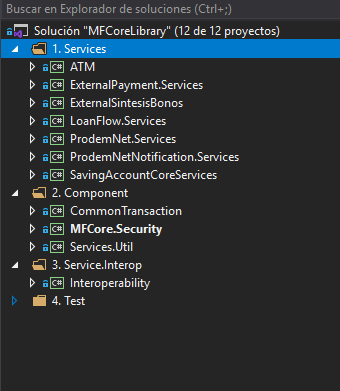 Buscar en Explorador de soluciones (Ctrl+;)
Solución "MFCoreLibrary" (12 de 12 proyectos)
1. Services
C# ATM
C# ExternalPayment.Services
C# ExternalSintesisBonos
C# LoanFlow.Services
C# ProdemNet.Services
C# ProdemNetNotification.Services
C# SavingAccountCoreServices
2. Component
C# CommonTransaction
C# MFCore.Security
C# Services.Util
3. Service.Interop
C# Interoperability
4. Test